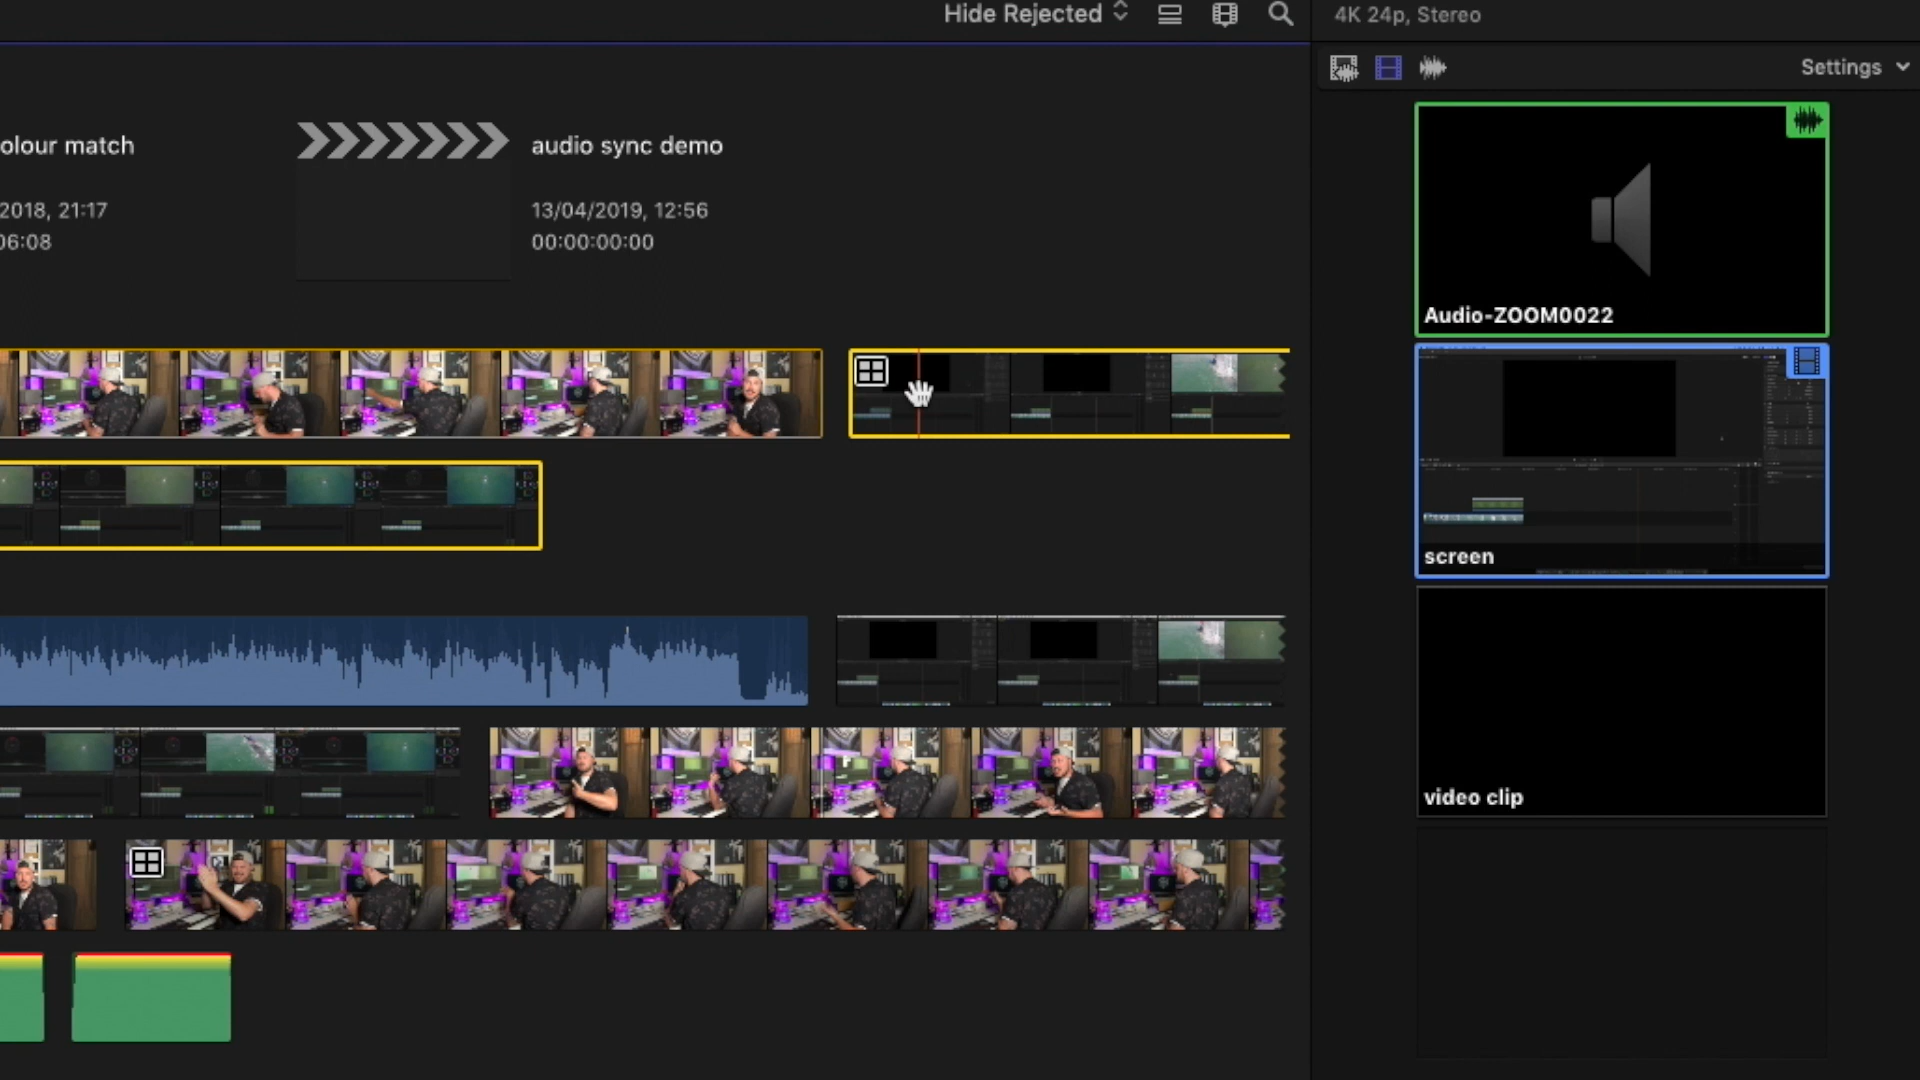 Hide Rejected
4K 24p, Stereo
Settings
olour match
2018, 21:17
06:08
audio sync demo
13/04/2019, 12:56
00:00:00:00
Audio-ZOOM0022
screen
video clip